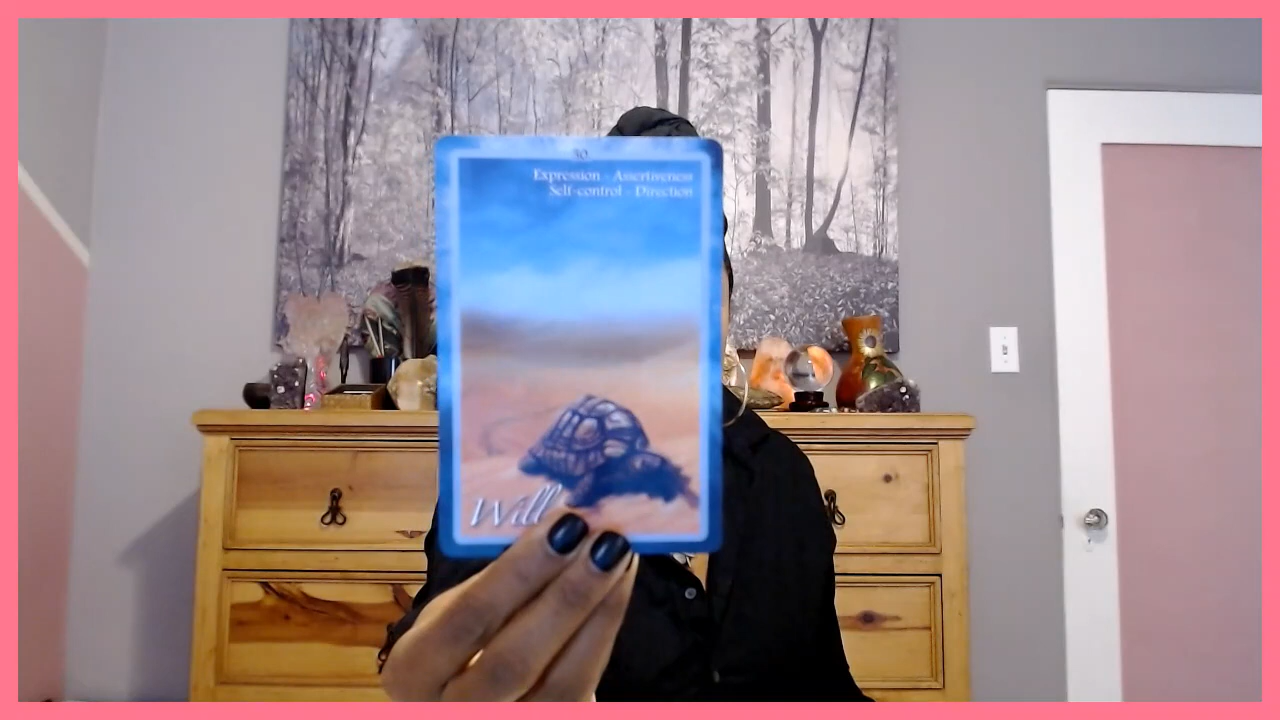 30
Expression - Assertiveness
Self-control - Direction
Will